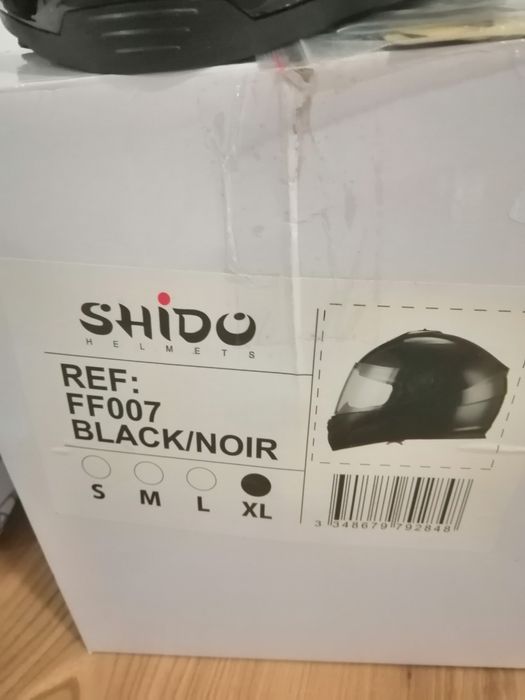 SHiDO
HELMETS
REF:
FF007
BLACK/NOIR
S M L XL
3 348679 792848